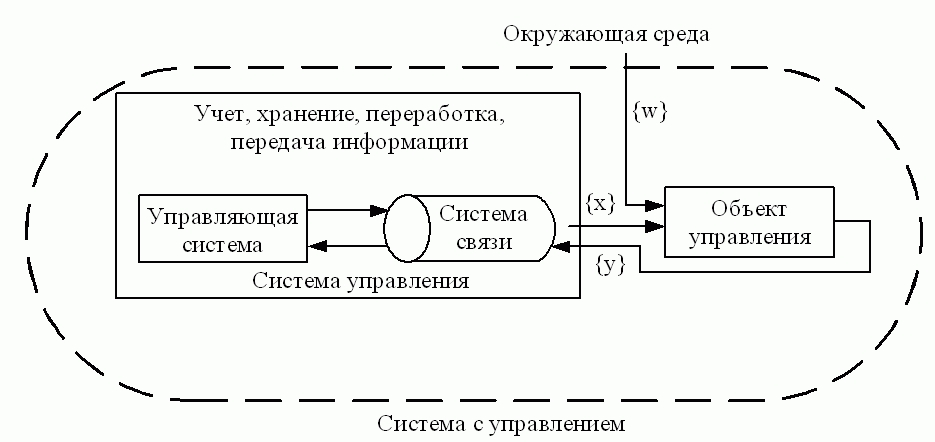 Окружающая среда
{w}
Учет, хранение, переработка,
передача информации
Управляющая
система
Система
связи
{x}
{y}
Объект
управления
Система управления
Система с управлением